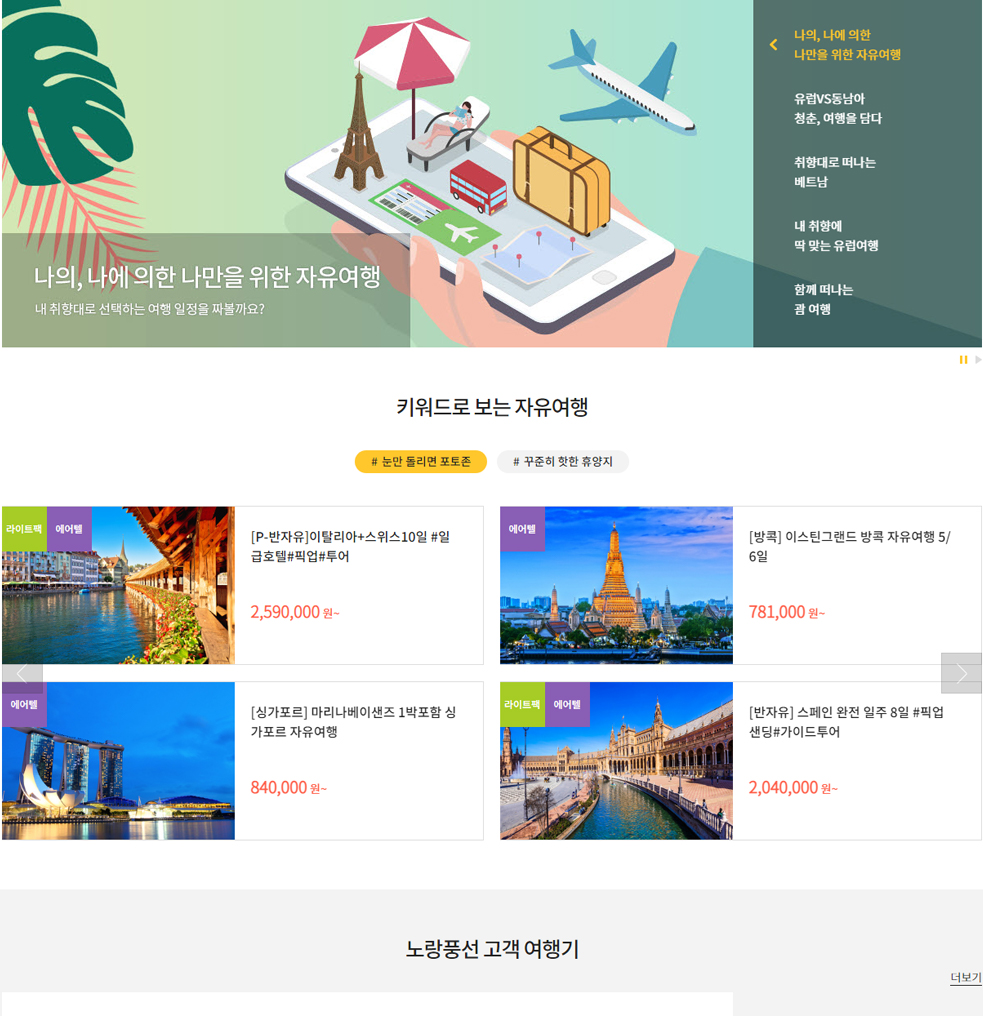 나의, 나에 의한
나만을 위한 자유여행
유럽VS동남아
청춘, 여행을 담다
취향대로 떠나는
베트남
내 취향에
딱 맞는 유럽여행
함께 떠나는
괌 여행
나의, 나에 의한 나만을 위한 자유여행
내 취향대로 선택하는 여행 일정을 짜볼까요?
키워드로 보는 자유여행
# 눈만 돌리면 포토존
# 꾸준히 핫한 휴양지
라이트팩
에어텔
[P-반자유]이탈리아+스위스10일 #일
급호텔#픽업#투어
2,590,000 원~
에어텔
[방콕] 이스틴그랜드 방콕 자유여행 5/
6일
781,000 원~
에어텔
[싱가포르] 마리나베이샌즈 1박포함 싱
가포르 자유여행
840,000 원~
라이트팩
에어텔
[반자유] 스페인 완전 일주 8일 #픽업
샌딩#가이드투어
2,040,000 원~
노랑풍선 고객 여행기
더보기